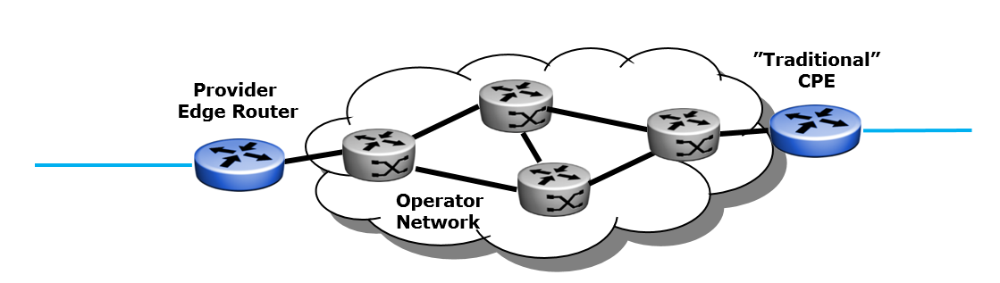 Provider
Edge Router
Operator
Network
”Traditional”
CPE